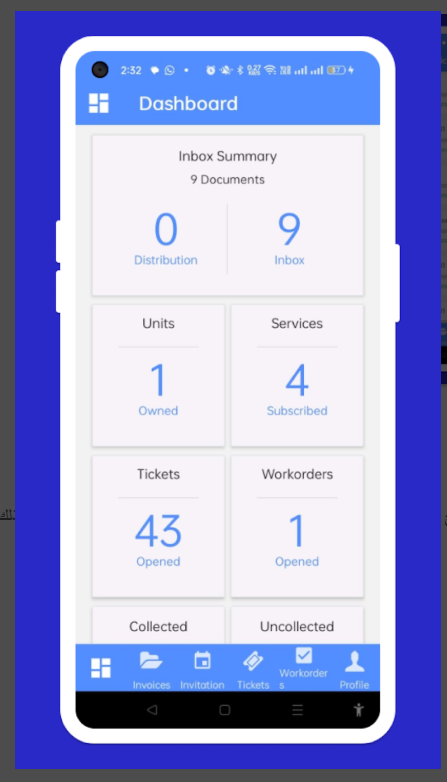 2:32
Dashboard
Inbox Summary
9 Documents
0 9
Distribution Inbox
Units Services
1 4
Owned Subscribed
Tickets Workorders
43 1
Opened Opened
Collected Uncollected
Workorder
Invoices Invitation Tickets s Profile